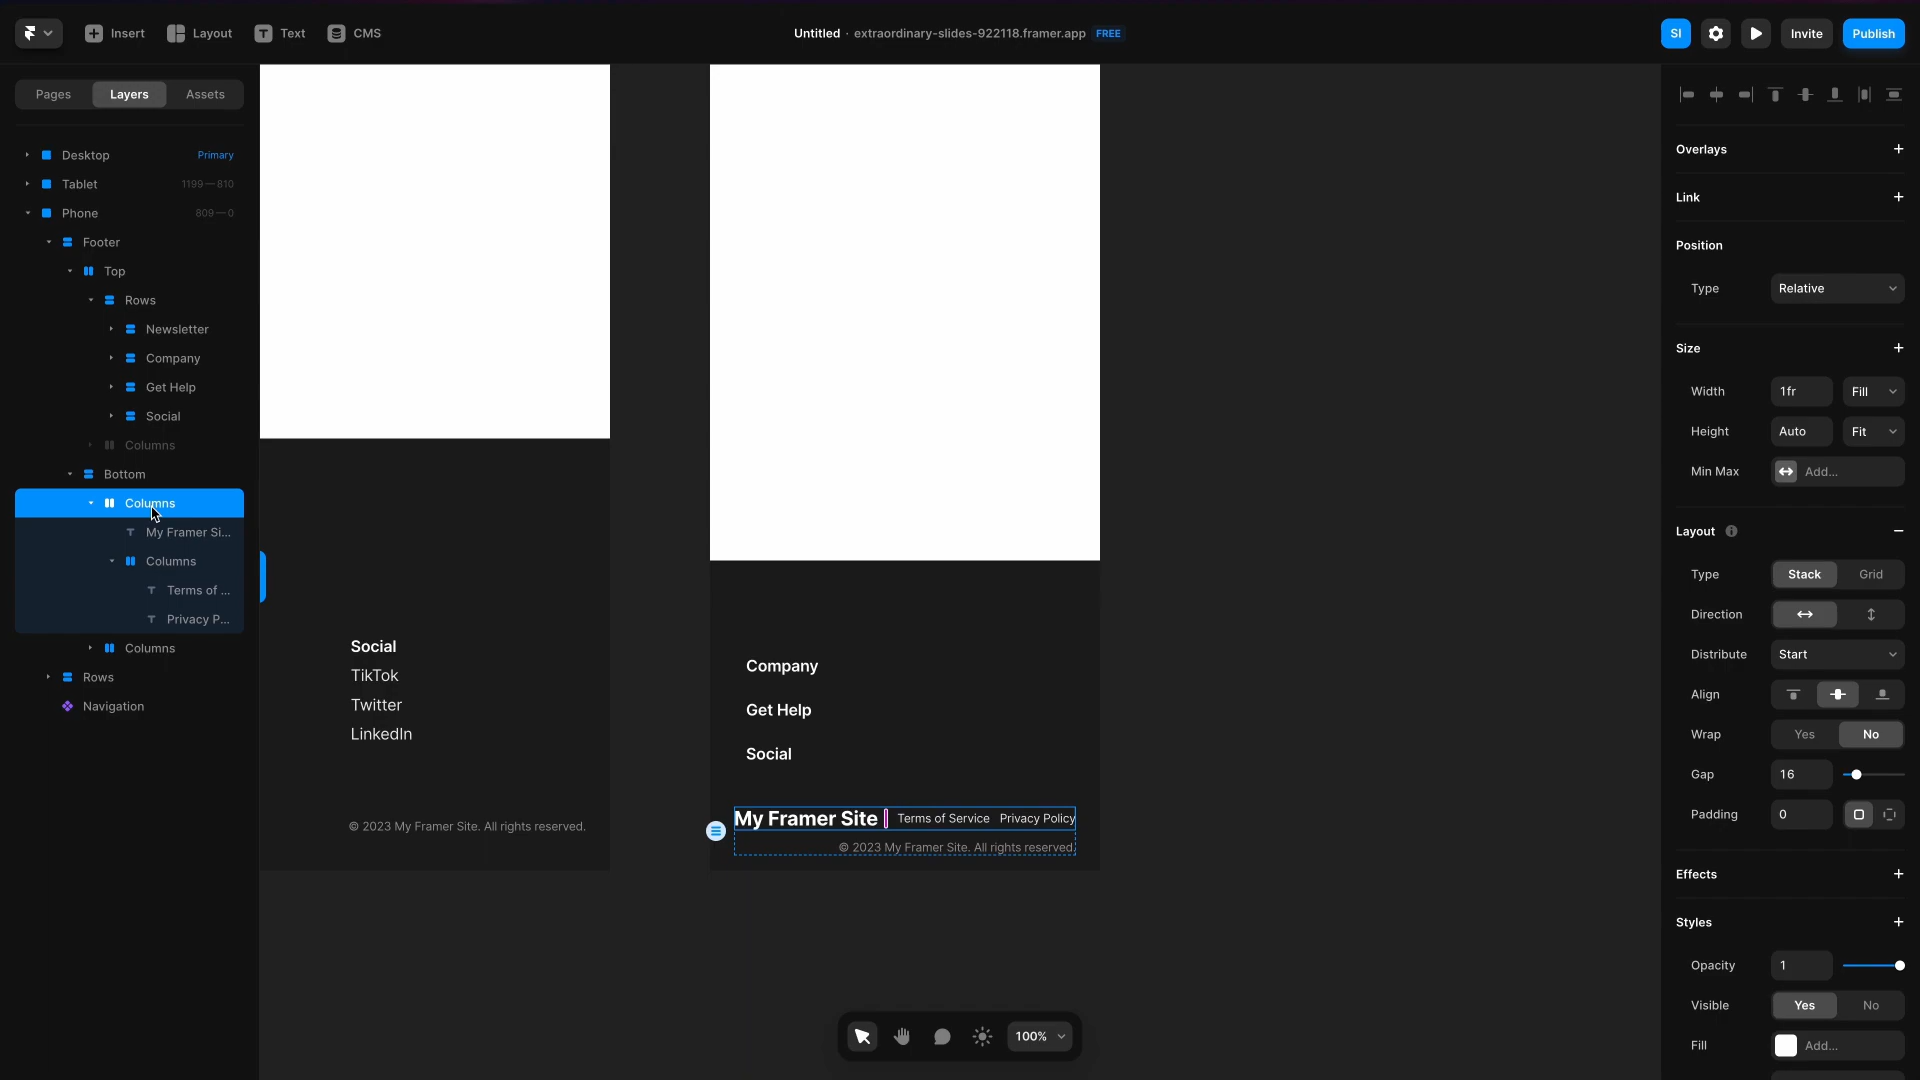 Insert
Layout
Text
CMS
Untitled · extraordinary-slides-922118.framer.app FREE
SI
Invite
Publish
Pages
Layers
Assets
Desktop
Primary
Tablet
1199—810
Phone
809—0
Footer
Top
Rows
Newsletter
Company
Get Help
Social
Columns
Bottom
Columns
My Framer Si...
Columns
Terms of ...
Privacy P...
Columns
Rows
Navigation
Social
TikTok
Twitter
LinkedIn
© 2023 My Framer Site. All rights reserved.
Company
Get Help
Social
My Framer Site
Terms of Service
Privacy Policy
© 2023 My Framer Site. All rights reserved.
100%
Overlays
Link
Position
Type
Relative
Size
Width
1fr
Fill
Height
Auto
Fit
Min Max
Add...
Layout
Type
Stack
Grid
Direction
Distribute
Start
Align
Wrap
Yes
No
Gap
16
Padding
0
Effects
Styles
Opacity
1
Visible
Yes
No
Fill
Add...